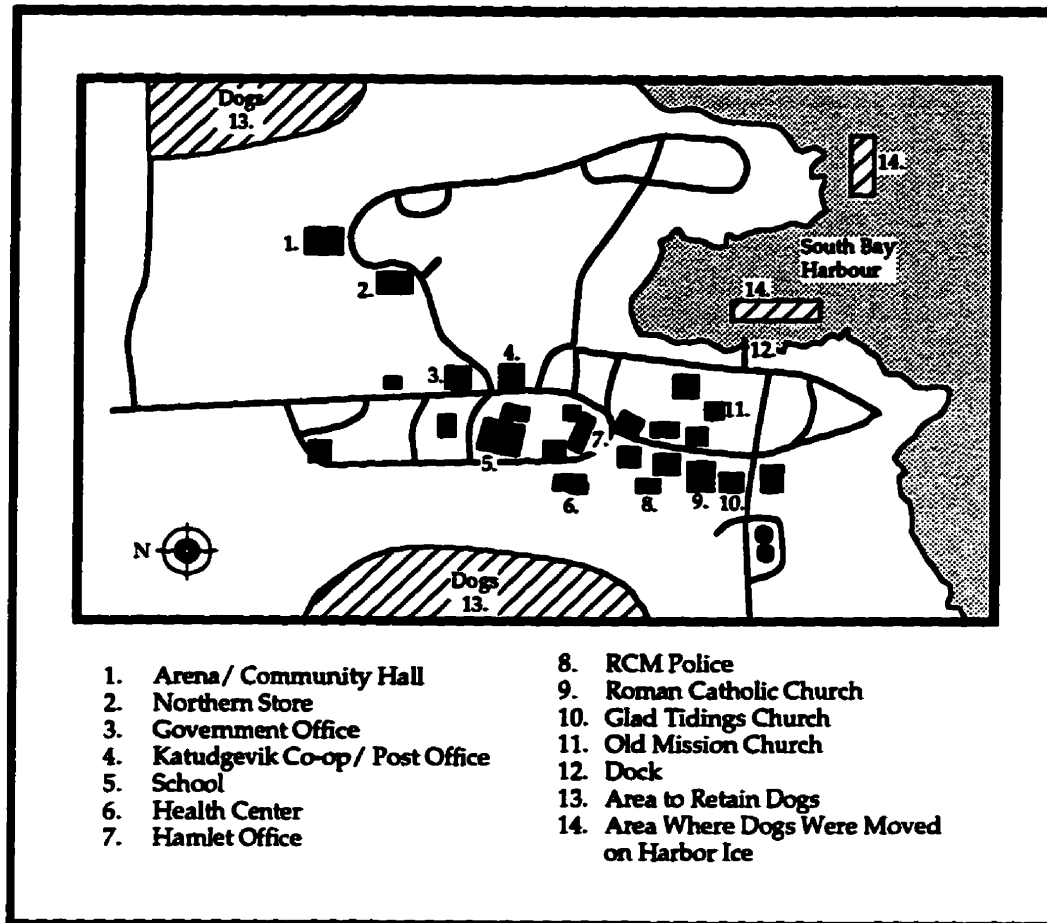 Dogs
13.
14.
1.
South Bay
Harbour
2.
14.
12.
3.
4.
11.
7.
5.
6.
8.
9.
10.
N
Dogs
13.
1. Arena/ Community Hall
2. Northern Store
3. Government Office
4. Katudgevik Co-op/ Post Office
5. School
6. Health Center
7. Hamlet Office
8. RCM Police
9. Roman Catholic Church
10. Glad Tidings Church
11. Old Mission Church
12. Dock
13. Area to Retain Dogs
14. Area Where Dogs Were Moved
on Harbor Ice